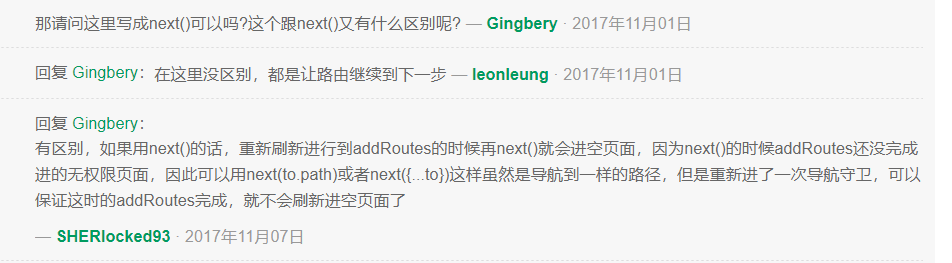 那请问这里写成next()可以吗?这个跟next()又有什么区别呢? — Gingbery · 2017年11月01日
回复 Gingbery：在这里没区别，都是让路由继续到下一步 — leonleung · 2017年11月01日
回复 Gingbery：
有区别，如果用next()的话，重新刷新进行到addRoutes的时候再next()就会进空页面，因为next()的时候addRoutes还没完成
进的无权限页面，因此可以用next(to.path)或者next({...to})这样虽然是导航到一样的路径，但是重新进了一次导航守卫，可以
保证这时的addRoutes完成，就不会刷新进空页面了
— SHERlocked93 · 2017年11月07日